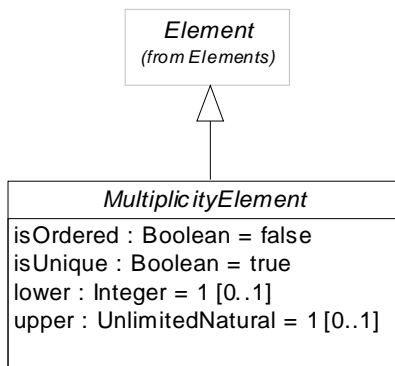 Element
(from Elements)
MultiplicityElement
isOrdered : Boolean = false
isUnique : Boolean = true
lower : Integer = 1 [0..1]
upper : UnlimitedNatural = 1 [0..1]